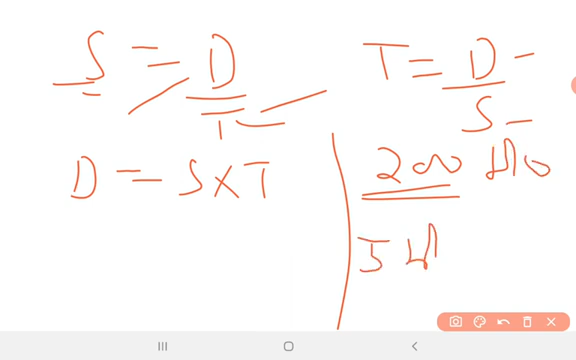 S = D / T
T = D / S
D = S X T
200
5